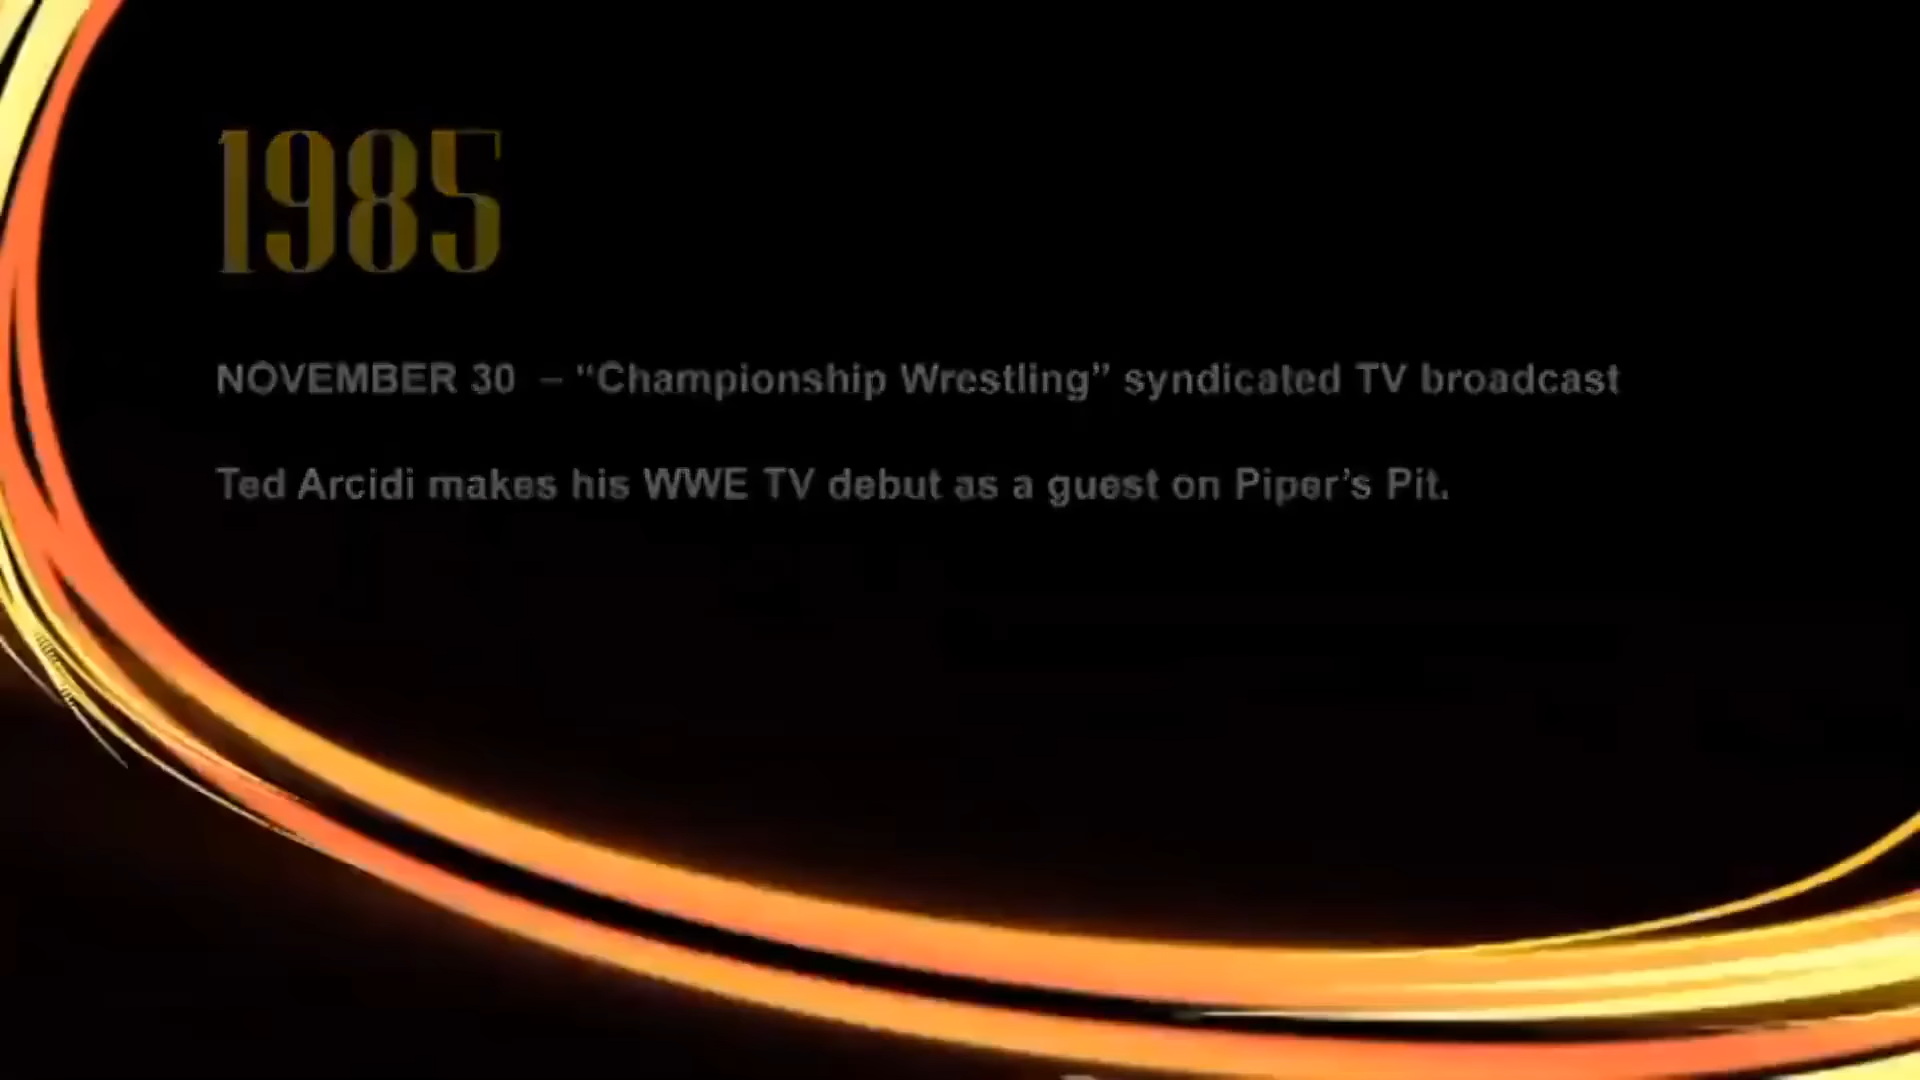 1985
NOVEMBER 30 – “Championship Wrestling” syndicated TV broadcast
Ted Arcidi makes his WWE TV debut as a guest on Piper’s Pit.